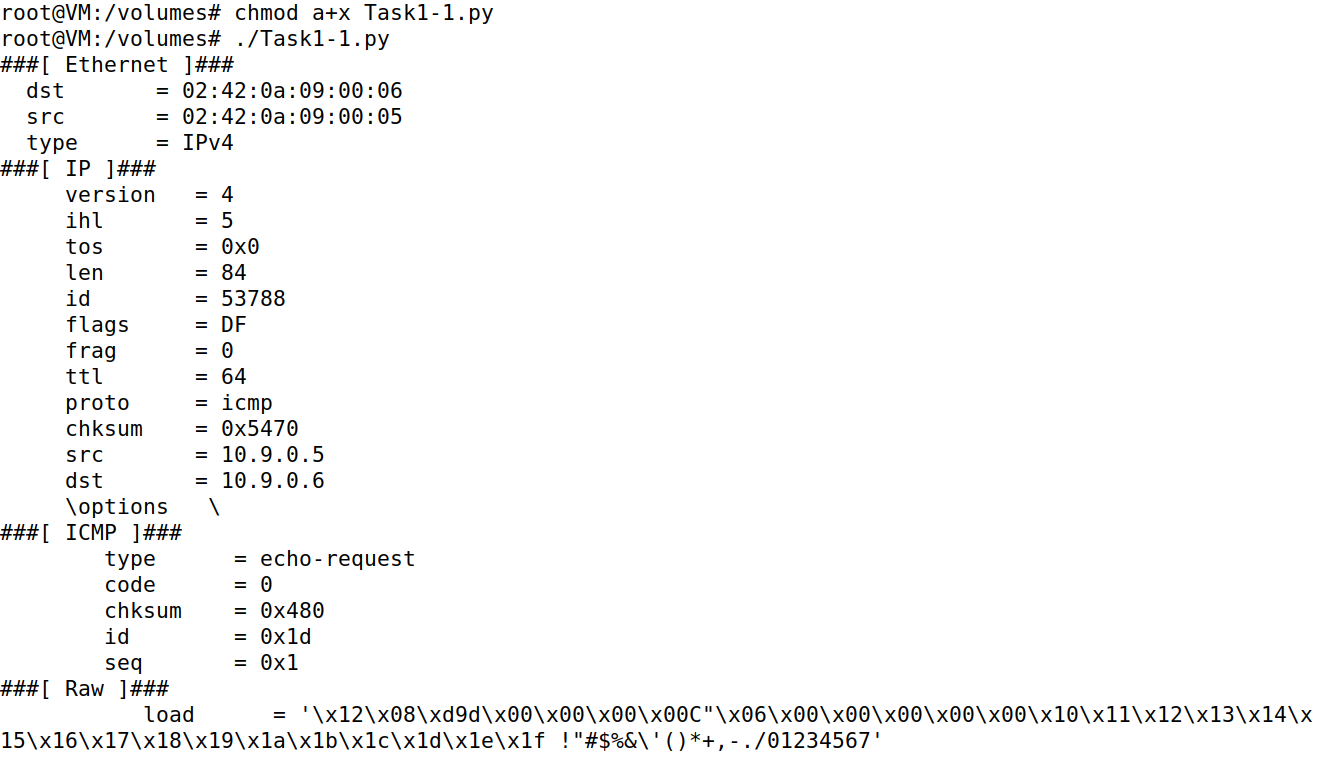 root@VM:/volumes# chmod a+x Task1-1.py
root@VM:/volumes# ./Task1-1.py
###[ Ethernet ]###
  dst       = 02:42:0a:09:00:06
  src       = 02:42:0a:09:00:05
  type      = IPv4
###[ IP ]###
     version   = 4
     ihl       = 5
     tos       = 0x0
     len       = 84
     id        = 53788
     flags     = DF
     frag      = 0
     ttl       = 64
     proto     = icmp
     chksum    = 0x5470
     src       = 10.9.0.5
     dst       = 10.9.0.6
     \options   \
###[ ICMP ]###
        type      = echo-request
        code      = 0
        chksum    = 0x480
        id        = 0x1d
        seq       = 0x1
###[ Raw ]###
           load      = '\x12\x08\xd9d\x00\x00\x00\x00C"\x06\x00\x00\x00\x00\x00\x10\x11\x12\x13\x14\x
15\x16\x17\x18\x19\x1a\x1b\x1c\x1d\x1e\x1f !"#$%&\'()*+,-./01234567'